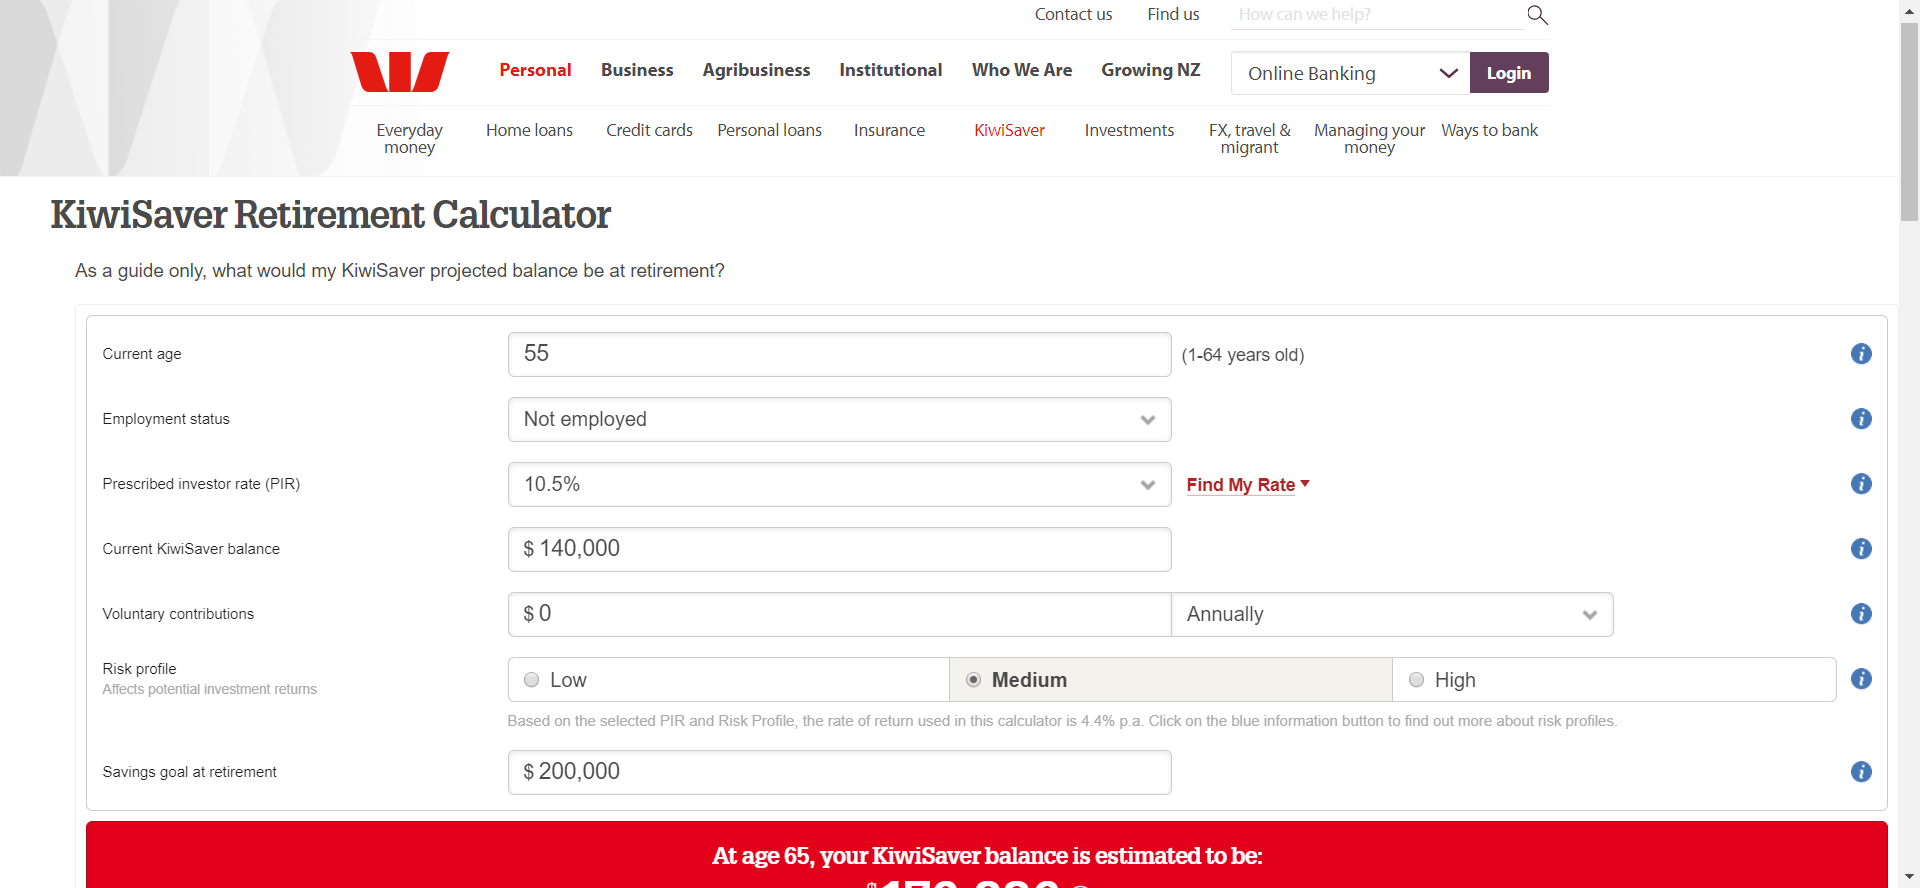 Contact us Find us How can we help?
Personal Business Agribusiness Institutional Who We Are Growing NZ Online Banking Login
Everyday money Home loans Credit cards Personal loans Insurance KiwiSaver Investments FX, travel & migrant Managing your money Ways to bank
KiwiSaver Retirement Calculator
As a guide only, what would my KiwiSaver projected balance be at retirement?
Current age 55 (1-64 years old) i
Employment status Not employed i
Prescribed investor rate (PIR) 10.5% Find My Rate i
Current KiwiSaver balance $ 140,000 i
Voluntary contributions $ 0 Annually i
Risk profile Low Medium High i
Affects potential investment returns
Based on the selected PIR and Risk Profile, the rate of return used in this calculator is 4.4% p.a. Click on the blue information button to find out more about risk profiles.
Savings goal at retirement $ 200,000 i
At age 65, your KiwiSaver balance is estimated to be: